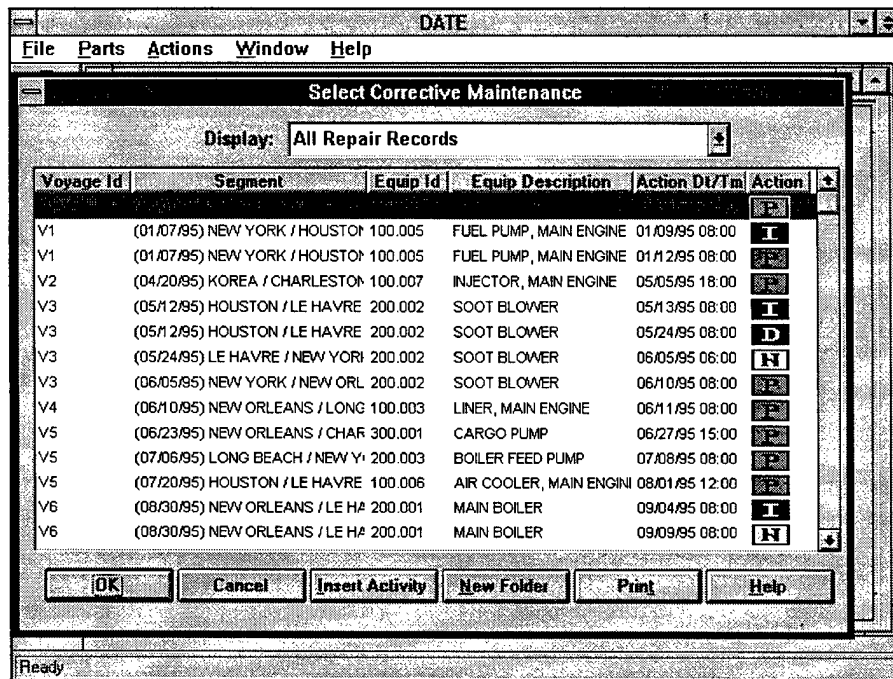 DATE
File Parts Actions Window Help
Select Corrective Maintenance
Display: All Repair Records
Voyage Id Segment Equip Id Equip Description Action Dt/Tm Action
P
V1 (01/07/95) NEW YORK / HOUSTON 100.005 FUEL PUMP, MAIN ENGINE 01/09/95 08:00 I
V1 (01/07/95) NEW YORK / HOUSTON 100.005 FUEL PUMP, MAIN ENGINE 01/12/95 08:00 P
V2 (04/20/95) KOREA / CHARLESTON 100.007 INJECTOR, MAIN ENGINE 05/05/95 18:00 P
V3 (05/12/95) HOUSTON / LE HAVRE 200.002 SOOT BLOWER 05/13/95 08:00 I
V3 (05/12/95) HOUSTON / LE HAVRE 200.002 SOOT BLOWER 05/24/95 08:00 D
V3 (05/24/95) LE HAVRE / NEW YORK 200.002 SOOT BLOWER 06/05/95 06:00 N
V3 (06/05/95) NEW YORK / NEW ORL 200.002 SOOT BLOWER 06/10/95 08:00 P
V4 (06/10/95) NEW ORLEANS / LONG 100.003 LINER, MAIN ENGINE 06/11/95 08:00 P
V5 (06/23/95) NEW ORLEANS / CHAR 300.001 CARGO PUMP 06/27/95 15:00 P
V5 (07/06/95) LONG BEACH / NEW Y 200.003 BOILER FEED PUMP 07/08/95 08:00 P
V5 (07/20/95) HOUSTON / LE HAVRE 100.006 AIR COOLER, MAIN ENGINI 08/01/95 12:00 P
V6 (08/30/95) NEW ORLEANS / LE HA 200.001 MAIN BOILER 09/04/95 08:00 I
V6 (08/30/95) NEW ORLEANS / LE HA 200.001 MAIN BOILER 09/09/95 08:00 N
OK Cancel Insert Activity New Folder Print Help
Ready